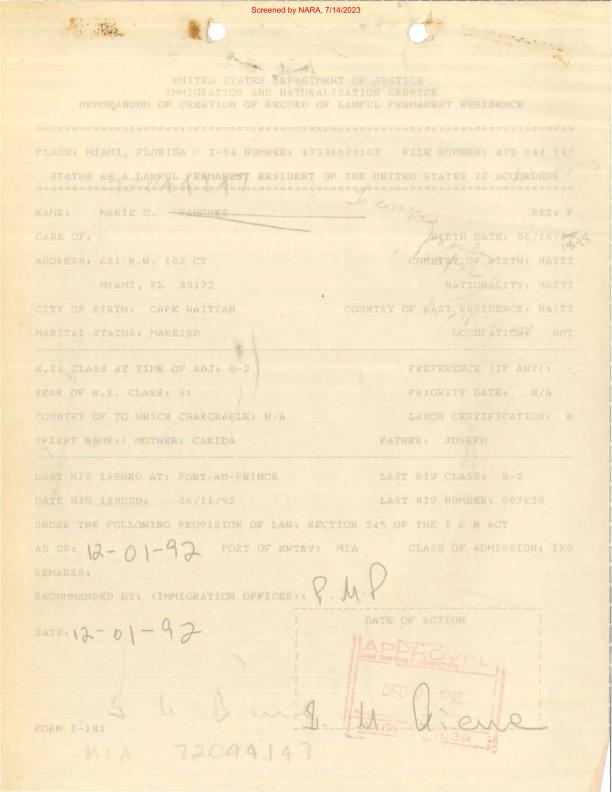 Screened by NARA, 7/14/2023
UNITED STATES DEPARTMENT OF JUSTICE
IMMIGRATION AND NATURALIZATION SERVICE
MEMORANDUM OF CREATION OF RECORD OF LAWFUL PERMANENT RESIDENCE
PLACE: MIAMI, FLORIDA I-94 NUMBER: 17336021102 FILE NUMBER: A72 044 147
STATUS AS A LAWFUL PERMANENT RESIDENT OF THE UNITED STATES IS ACCORDED:
72044147
NAME: MARIE C. VAUGUES SEX: F
CARE OF: BIRTH DATE: 06/16/
1898
ADDRESS: 681 N.W. 102 CT COUNTRY OF BIRTH: HAITI
MIAMI, FL 33172 NATIONALITY: HAITI
CITY OF BIRTH: CAPE HAITIAN COUNTRY OF LAST RESIDENCE: HAITI
MARITAL STATUS: MARRIED OCCUPATION: NOT
N.I. CLASS AT TIME OF ADJ: B-2 PREFERENCE (IF ANY): -
YEAR OF N.I. CLASS: 91 PRIORITY DATE: N/A
COUNTRY OF TO WHICH CHARGRABLE: N/A LABOR CERTIFICATION: N
(FIRST NAME:) MOTHER: CARIDA FATHER: JOSEPH
LAST NIV ISSUED AT: PORT-AU-PRINCE LAST NIV CLASS: B-2
DATE NIV ISSUED: 06/11/92 LAST NIV NUMBER: 007639
UNDER THE FOLLOWING PROVISION OF LAW: SECTION 245 OF THE I & N ACT
AS OF: 12-01-92 PORT OF ENTRY: MIA CLASS OF ADMISSION: IR0
REMARKS:
RECOMMENDED BY: (IMMIGRATION OFFICER): P.M.P
DATE OF ACTION
DATE: 12-01-92
APPROVED
DEC 1992
FORM I-181
MIA 72044147